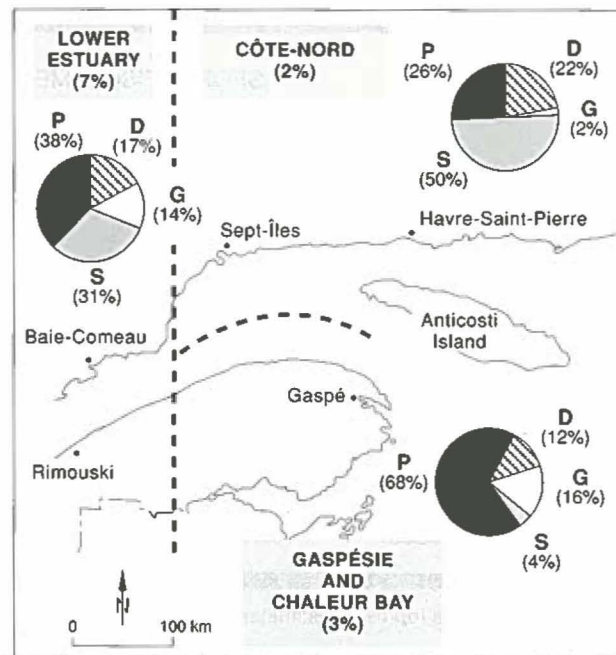 LOWER
ESTUARY
(7%)
P
(38%)
D
(17%)
G
(14%)
S
(31%)
CÔTE-NORD
(2%)
P
(26%)
D
(22%)
G
(2%)
S
(50%)
Sept-Îles
Havre-Saint-Pierre
Baie-Comeau
Anticosti
Island
Gaspé
Rimouski
P
(68%)
D
(12%)
G
(16%)
S
(4%)
GASPÉSIE
AND
CHALEUR BAY
(3%)
N
0 100 km